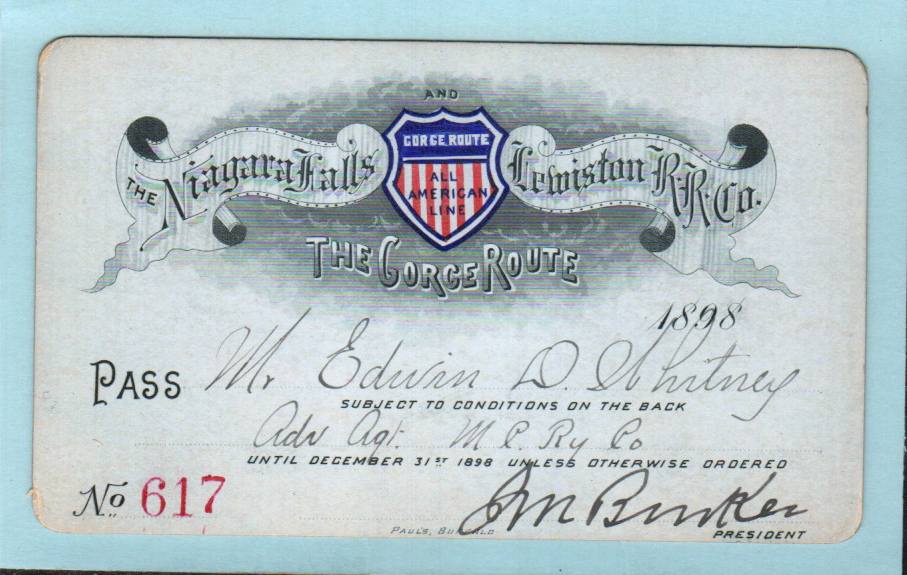 AND
THE Niagara Falls Lewiston R.R. Co.
GORGE ROUTE
ALL
AMERICAN
LINE
THE GORGE ROUTE
1898
PASS Mr Edwin D. Whitney
SUBJECT TO CONDITIONS ON THE BACK
Adv Agt. M C Ry Co
UNTIL DECEMBER 31ST 1898 UNLESS OTHERWISE ORDERED
No 617
PAUL'S, BUFFALO
PRESIDENT